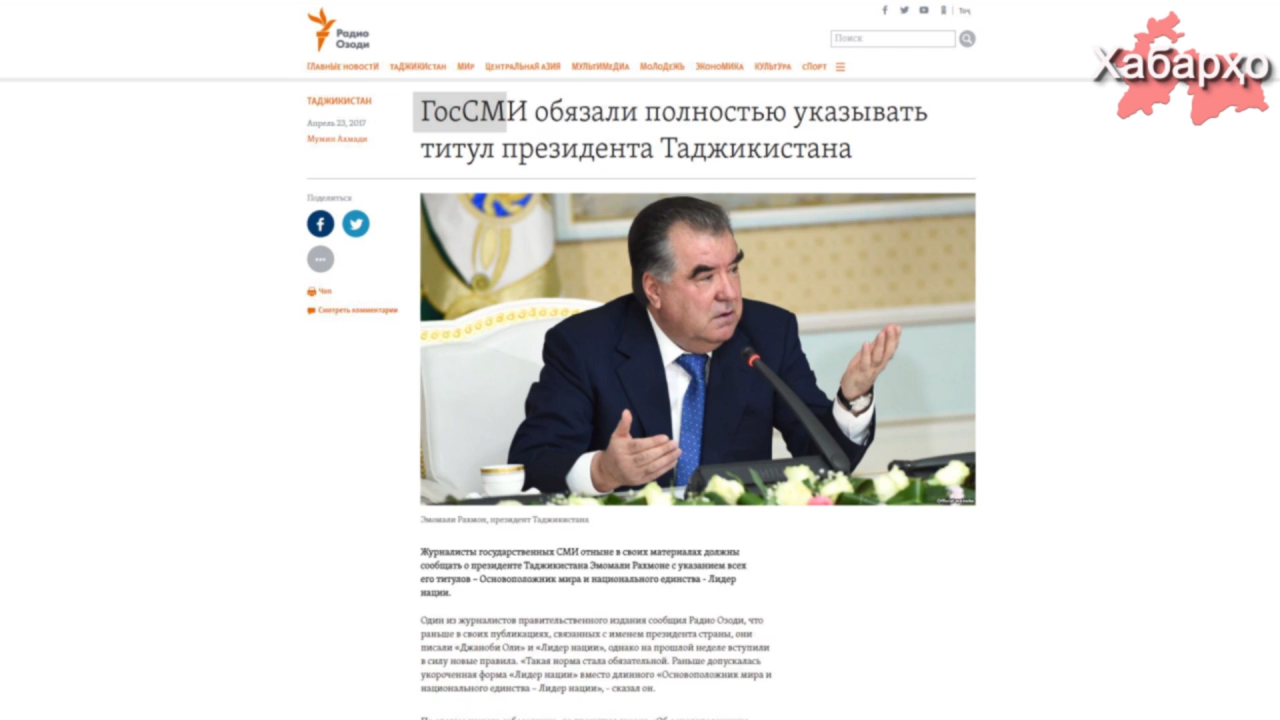 Радио
Озоди
Тоҷ
Поиск
ГЛАВНЫЕ НОВОСТИ ТАДЖИКИСТАН МИР ЦЕНТРАЛЬНАЯ АЗИЯ МУЛЬТИМЕДИА МОЛОДЕЖЬ ЭКОНОМИКА КУЛЬТУРА СПОРТ
Хабарҳо
ТАДЖИКИСТАН
Апрель 23, 2017
Мумин Ахмади
ГосСМИ обязали полностью указывать
титул президента Таджикистана
Поделиться
Чоп
Смотреть комментарии
Эмомали Рахмон, президент Таджикистана
Журналисты государственных СМИ отныне в своих материалах должны
сообщать о президенте Таджикистана Эмомали Рахмоне с указанием всех
его титулов – Основоположник мира и национального единства - Лидер
нации.
Один из журналистов правительственного издания сообщил Радио Озоди, что
раньше в своих публикациях, связанных с именем президента страны, они
писали «Джаноби Оли» и «Лидер нации», однако на прошлой неделе вступили
в силу новые правила. «Такая норма стала обязательной. Раньше допускалась
укороченная форма «Лидер нации» вместо длинного «Основоположник мира и
национального единства – Лидер нации», - сказал он.